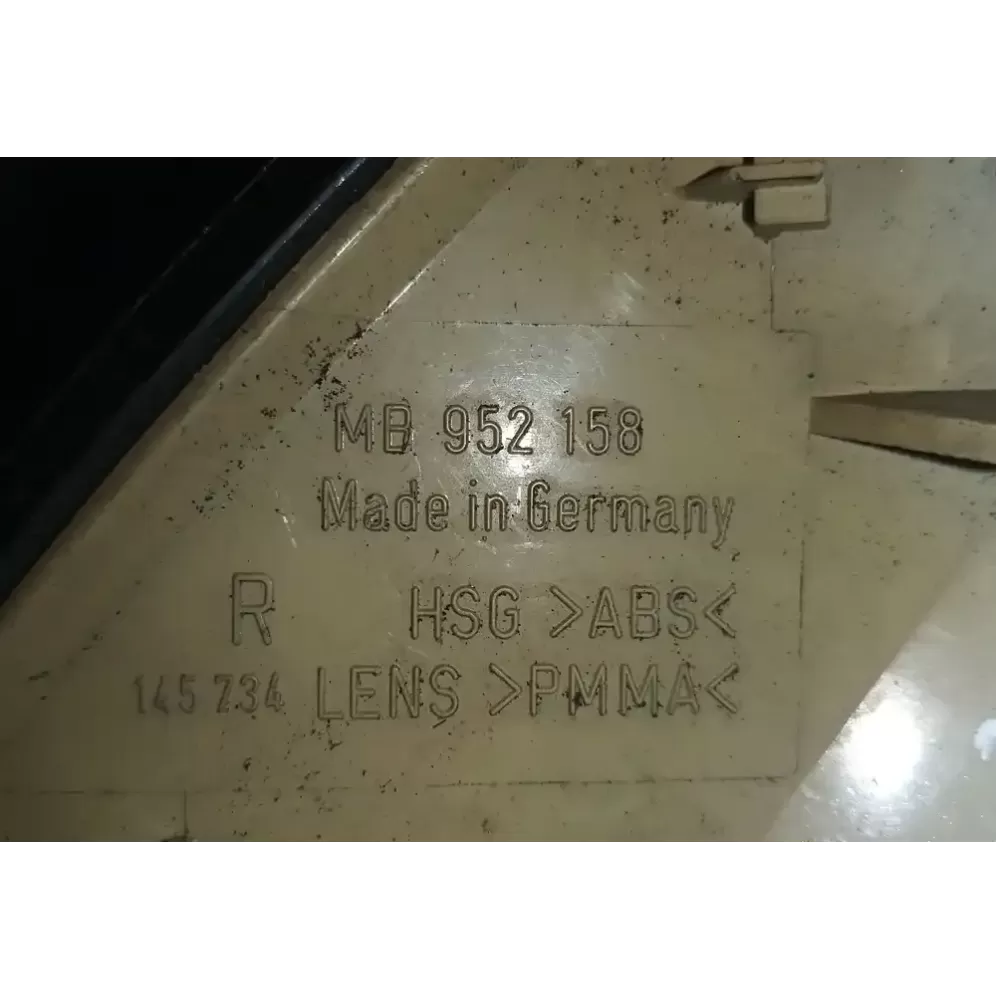 MB 952 158
Made in Germany
R HSG >ABS<
145 734 LENS >PMMA<